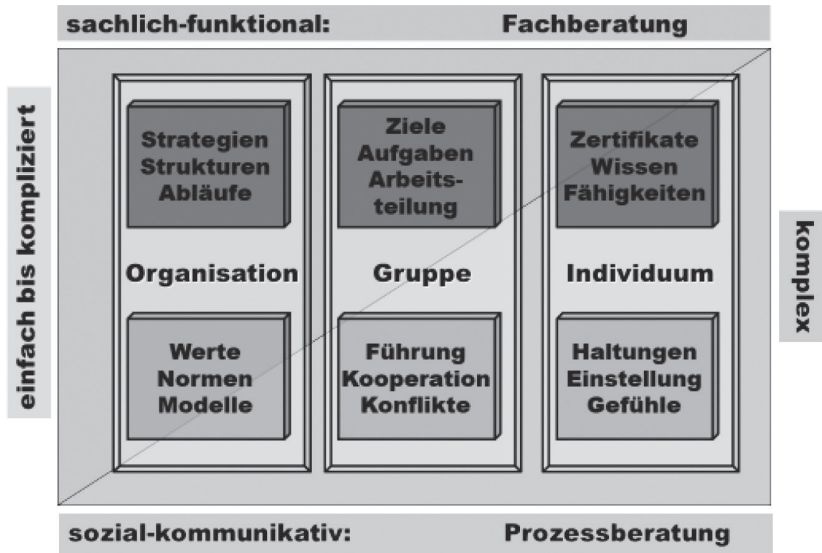 sachlich-funktional: Fachberatung
einfach bis kompliziert
Strategien
Strukturen
Abläufe
Ziele
Aufgaben
Arbeits-
teilung
Zertifikate
Wissen
Fähigkeiten
Organisation
Gruppe
Individuum
Werte
Normen
Modelle
Führung
Kooperation
Konflikte
Haltungen
Einstellung
Gefühle
komplex
sozial-kommunikativ: Prozessberatung